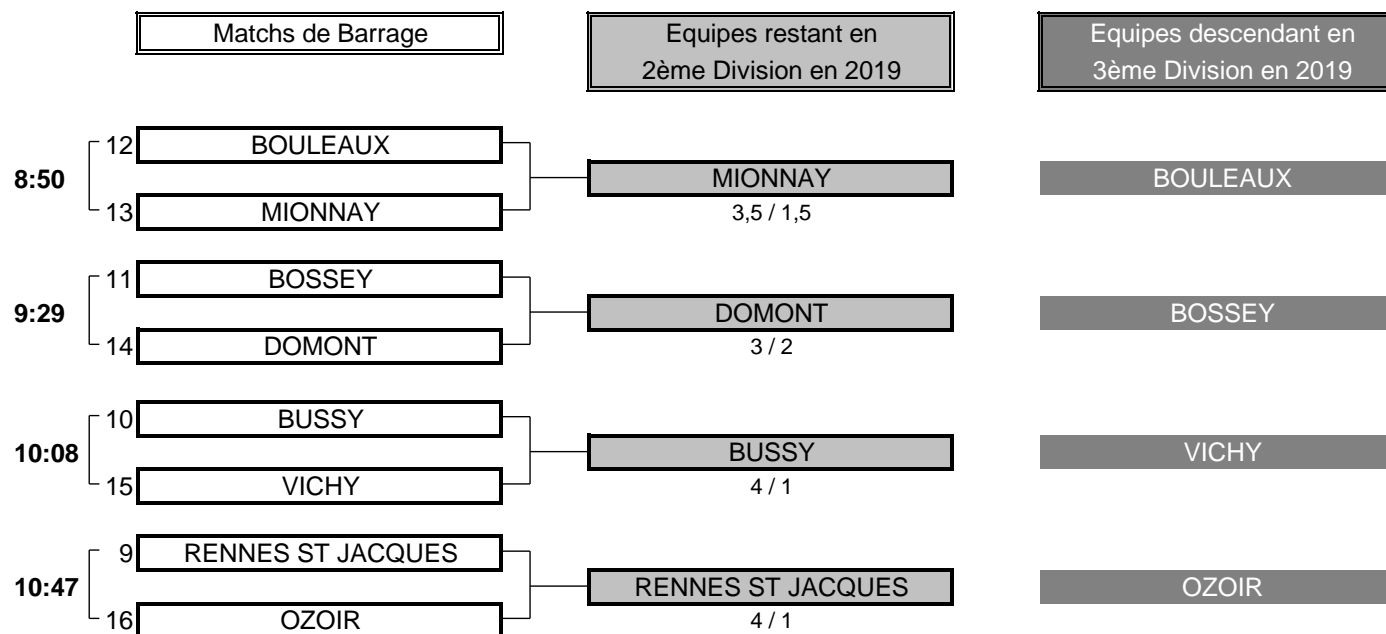 Matchs de Barrage
Equipes restant en
2ème Division en 2019
Equipes descendant en
3ème Division en 2019
8:50
12 BOULEAUX
13 MIONNAY
MIONNAY
3,5 / 1,5
BOULEAUX
9:29
11 BOSSEY
14 DOMONT
DOMONT
3 / 2
BOSSEY
10:08
10 BUSSY
15 VICHY
BUSSY
4 / 1
VICHY
10:47
9 RENNES ST JACQUES
16 OZOIR
RENNES ST JACQUES
4 / 1
OZOIR